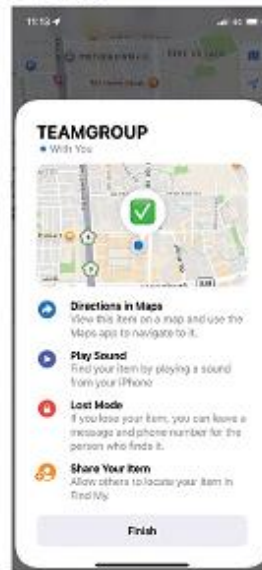 11:13
4G
TEAMGROUP
With You
Directions in Maps
View this item on a map and use the
Maps app to navigate to it.
Play Sound
Find your item by playing a sound
from your iPhone
Lost Mode
If you lose your item, you can leave a
message and phone number for the
person who finds it.
Share Your Item
Allow others to locate your item in
Find My.
Finish